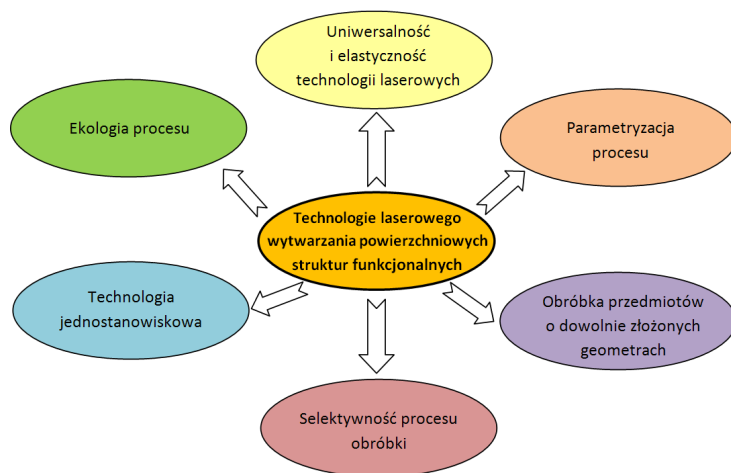 Uniwersalność
i elastyczność
technologii laserowych
Ekologia procesu
Parametryzacja
procesu
Technologie laserowego
wytwarzania powierzchniowych
struktur funkcjonalnych
Technologia
jednostanowiskowa
Obróbka przedmiotów
o dowolnie złożonych
geometrach
Selektywność procesu
obróbki